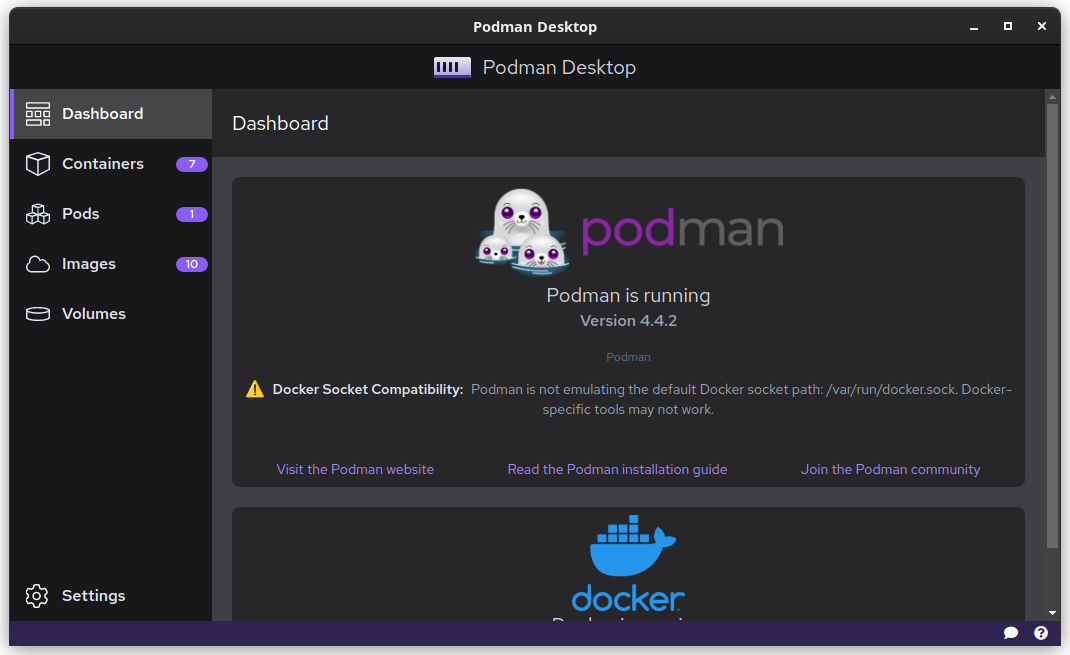 Podman Desktop
Podman Desktop
Dashboard
Containers 7
Pods 1
Images 10
Volumes
Settings
Dashboard
podman
Podman is running
Version 4.4.2
Podman
Docker Socket Compatibility: Podman is not emulating the default Docker socket path: /var/run/docker.sock. Docker-
specific tools may not work.
Visit the Podman website
Read the Podman installation guide
Join the Podman community
docker